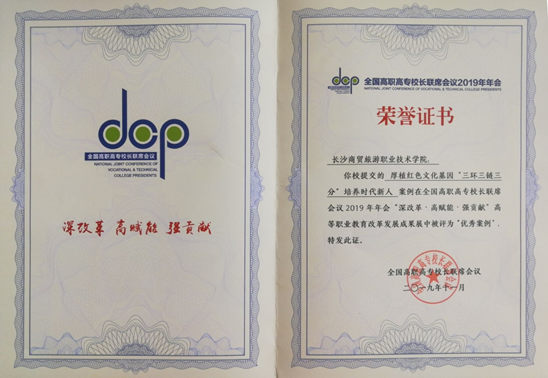 dcp
全国高职高专校长联席会议
NATIONAL JOINT CONFERENCE OF
VOCATIONAL & TECHNICAL
COLLEGE PRESIDENTS
深改革 高赋能 强贡献
dcp 全国高职高专校长联席会议2019年年会
NATIONAL JOINT CONFERENCE OF VOCATIONAL & TECHNICAL COLLEGE PRESIDENTS
荣誉证书
长沙商贸旅游职业技术学院:
你校提交的 厚植红色文化基因“三环三链三
分”培养时代新人 案例在全国高职高专校长联席
会议2019年年会“深改革·高赋能·强贡献”高
等职业教育改革发展成果展中被评为“优秀案例”,
特发此证。
全国高职高专校长联席会议
二〇一九年十一月